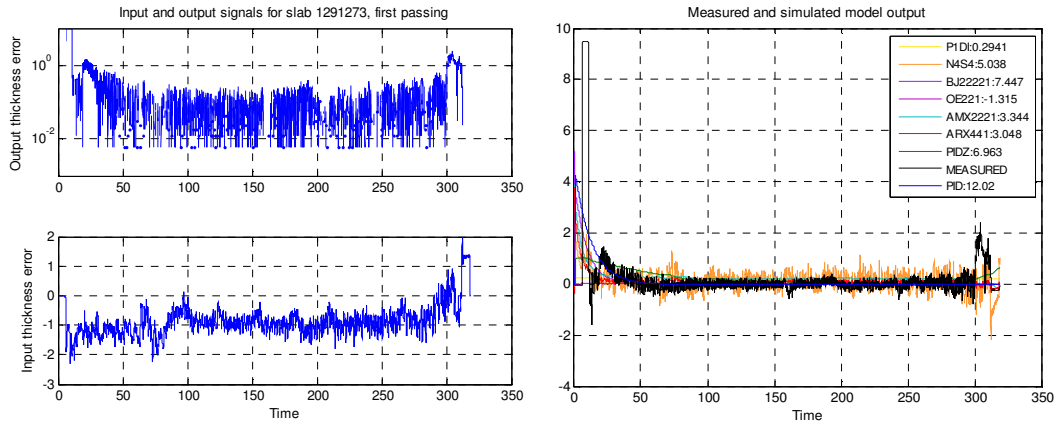 Input and output signals for slab 1291273, first passing
Output thickness error
10^0
10^-2
0 50 100 150 200 250 300 350
Input thickness error
2
1
0
-1
-2
-3
0 50 100 150 200 250 300 350
Time
Measured and simulated model output
10
8
6
4
2
0
-2
-4
0 50 100 150 200 250 300 350
Time
P1DI:0.2941
N4S4:5.038
BJ22221:7.447
OE221:-1.315
AMX2221:3.344
ARX441:3.048
PIDZ:6.963
MEASURED
PID:12.02